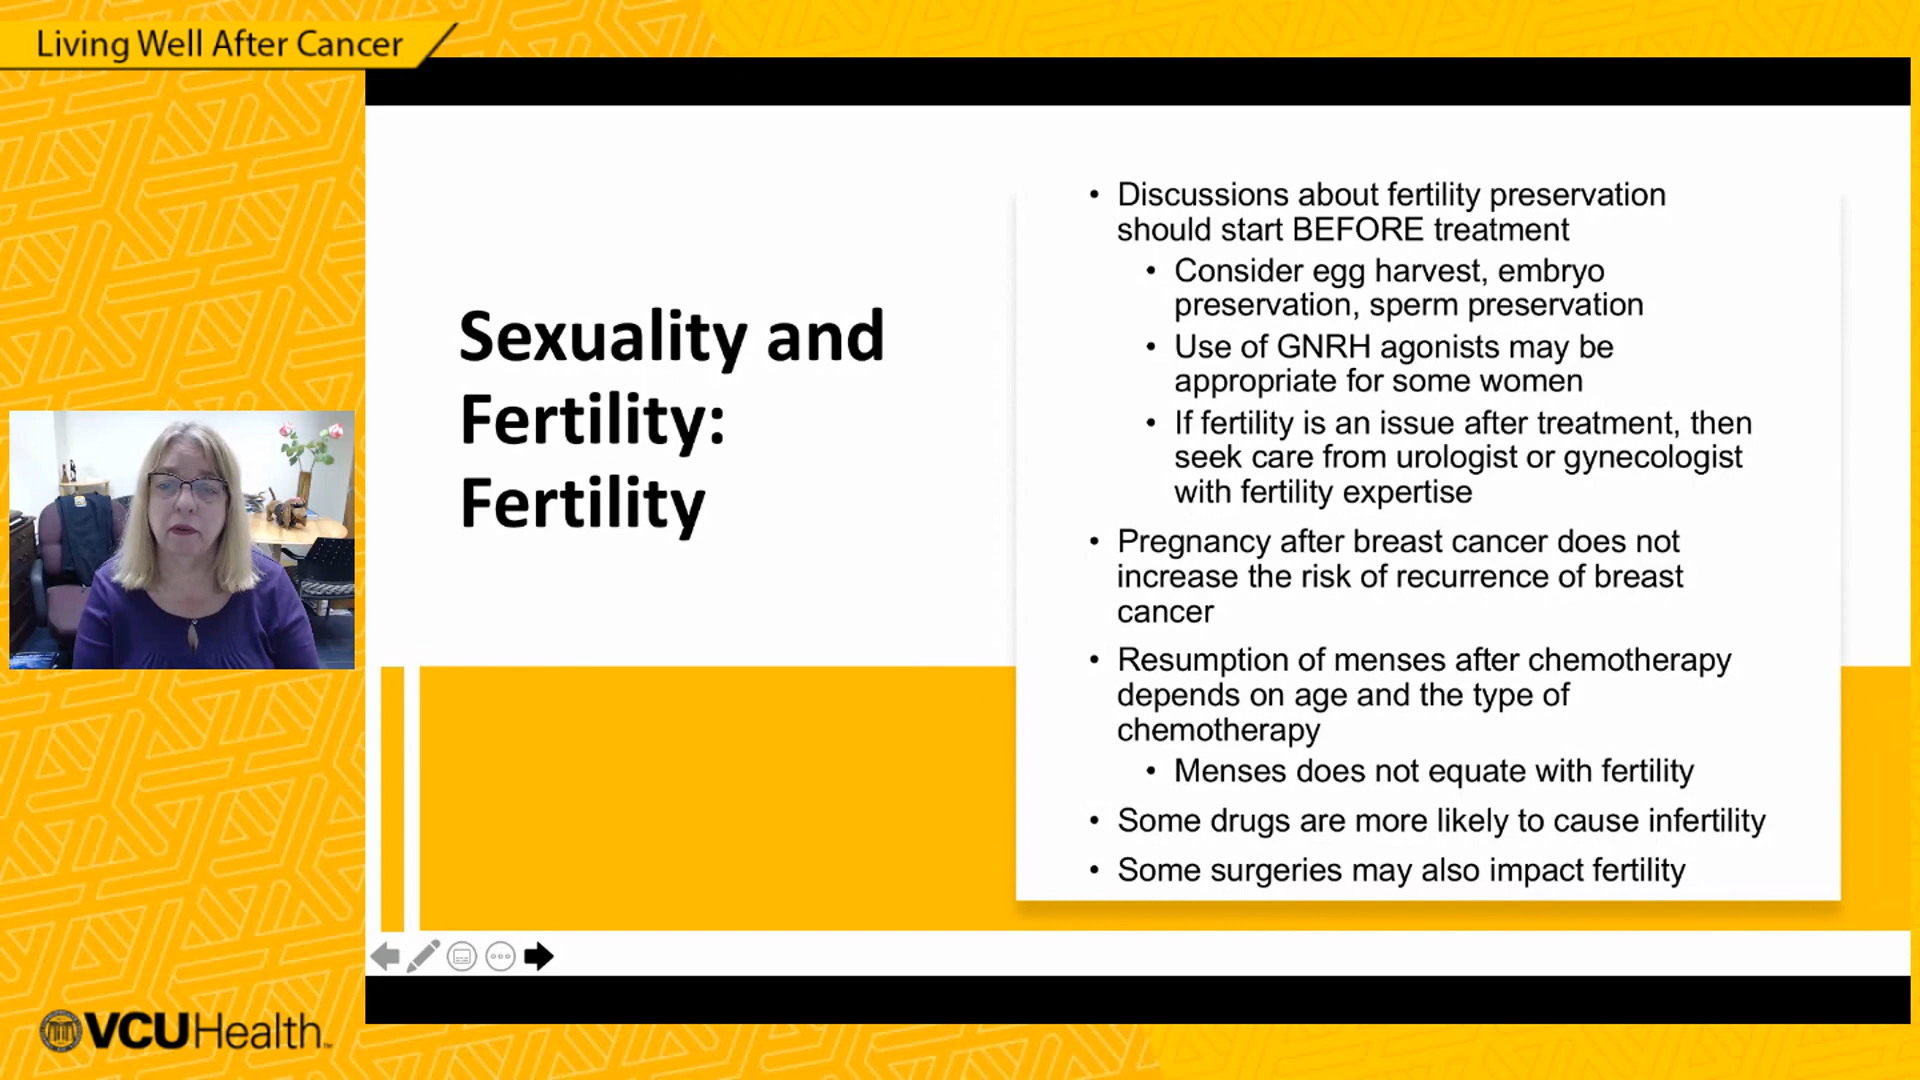 Living Well After Cancer
Sexuality and
Fertility:
Fertility
• Discussions about fertility preservation
should start BEFORE treatment
• Consider egg harvest, embryo
preservation, sperm preservation
• Use of GNRH agonists may be
appropriate for some women
• If fertility is an issue after treatment, then
seek care from urologist or gynecologist
with fertility expertise
• Pregnancy after breast cancer does not
increase the risk of recurrence of breast
cancer
• Resumption of menses after chemotherapy
depends on age and the type of
chemotherapy
• Menses does not equate with fertility
• Some drugs are more likely to cause infertility
• Some surgeries may also impact fertility
VCUHealth™